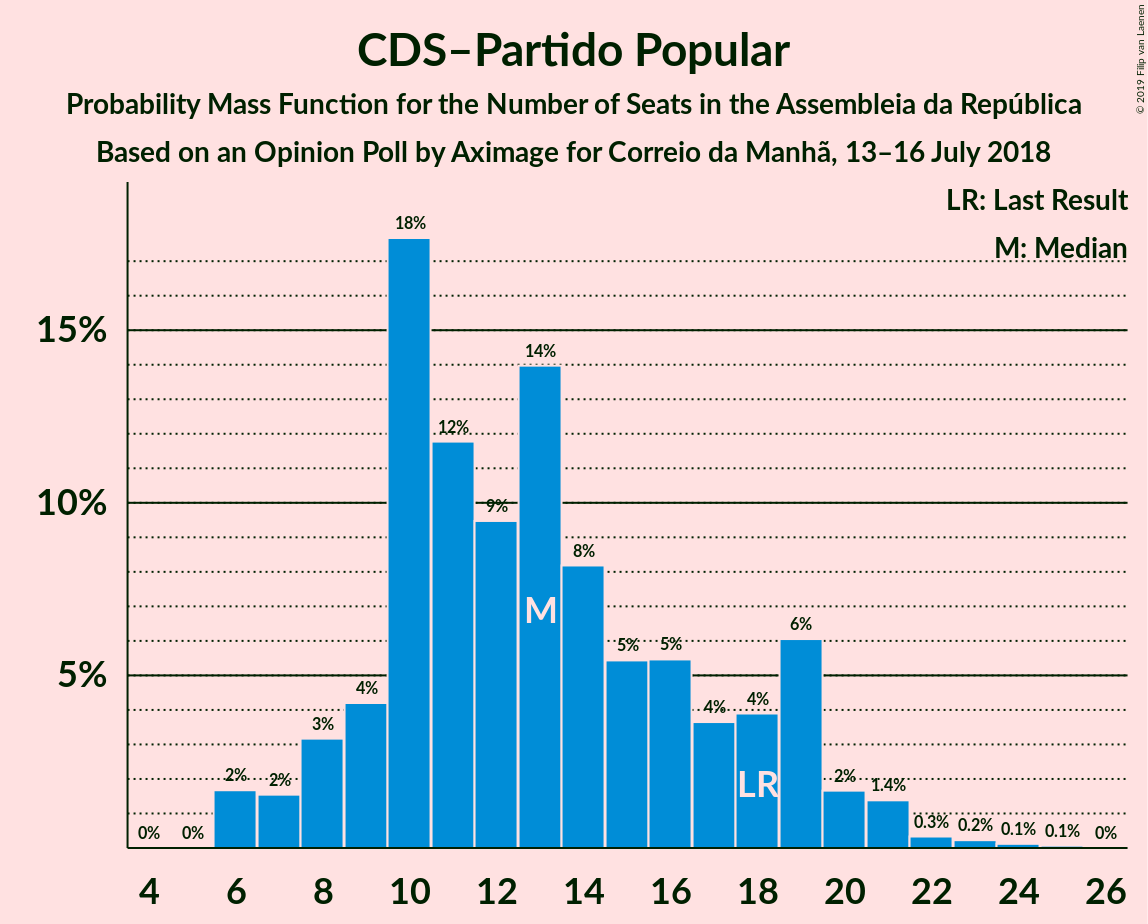 CDS–Partido Popular
Probability Mass Function for the Number of Seats in the Assembleia da República
Based on an Opinion Poll by Aximage for Correio da Manhã, 13–16 July 2018
© 2019 Filip van Laenen
LR: Last Result
M: Median
15%
10%
5%
0% 0% 2% 2% 3% 4% 18% 12% 9% 14% 8% 5% 5% 4% 4% 6% 2% 1.4% 0.3% 0.2% 0.1% 0.1% 0%
M
LR
4 6 8 10 12 14 16 18 20 22 24 26